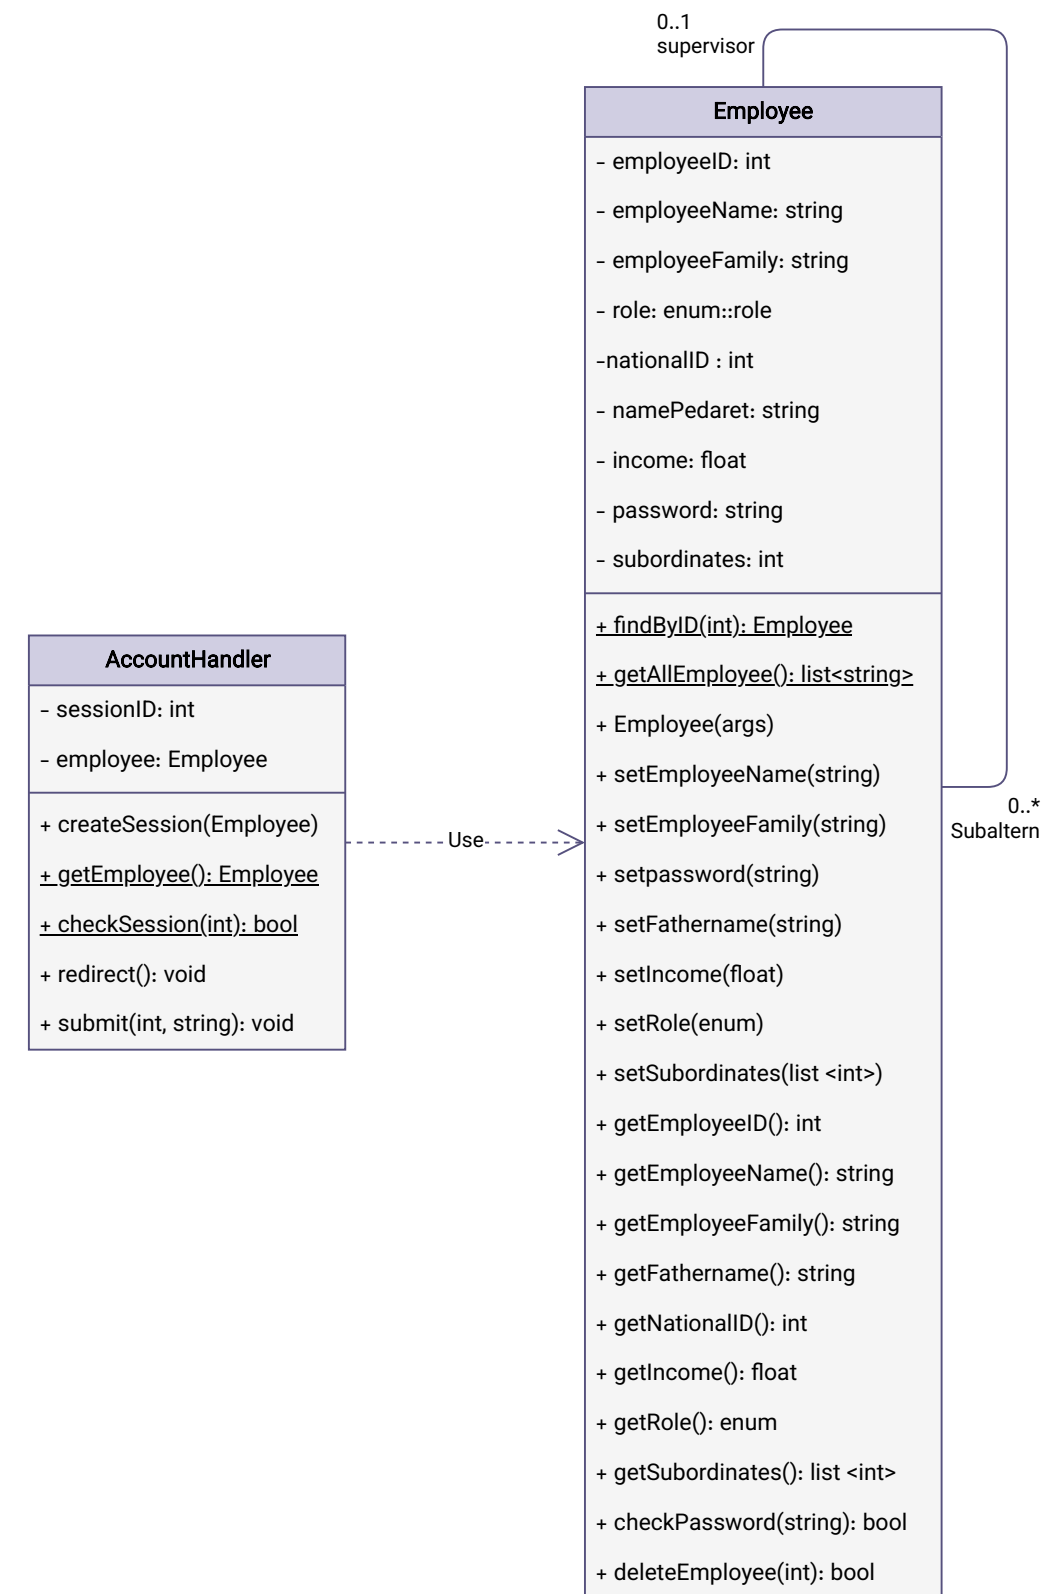 0..1
supervisor
Employee
- employeeID: int
- employeeName: string
- employeeFamily: string
- role: enum::role
-nationalID : int
- namePedaret: string
- income: float
- password: string
- subordinates: int
+ findByID(int): Employee
+ getAllEmployee(): list<string>
+ Employee(args)
+ setEmployeeName(string)
+ setEmployeeFamily(string)
+ setpassword(string)
+ setFathername(string)
+ setIncome(float)
+ setRole(enum)
+ setSubordinates(list <int>)
+ getEmployeeID(): int
+ getEmployeeName(): string
+ getEmployeeFamily(): string
+ getFathername(): string
+ getNationalID(): int
+ getIncome(): float
+ getRole(): enum
+ getSubordinates(): list <int>
+ checkPassword(string): bool
+ deleteEmployee(int): bool
0..*
Subaltern
AccountHandler
- sessionID: int
- employee: Employee
+ createSession(Employee)
+ getEmployee(): Employee
+ checkSession(int): bool
+ redirect(): void
+ submit(int, string): void
Use